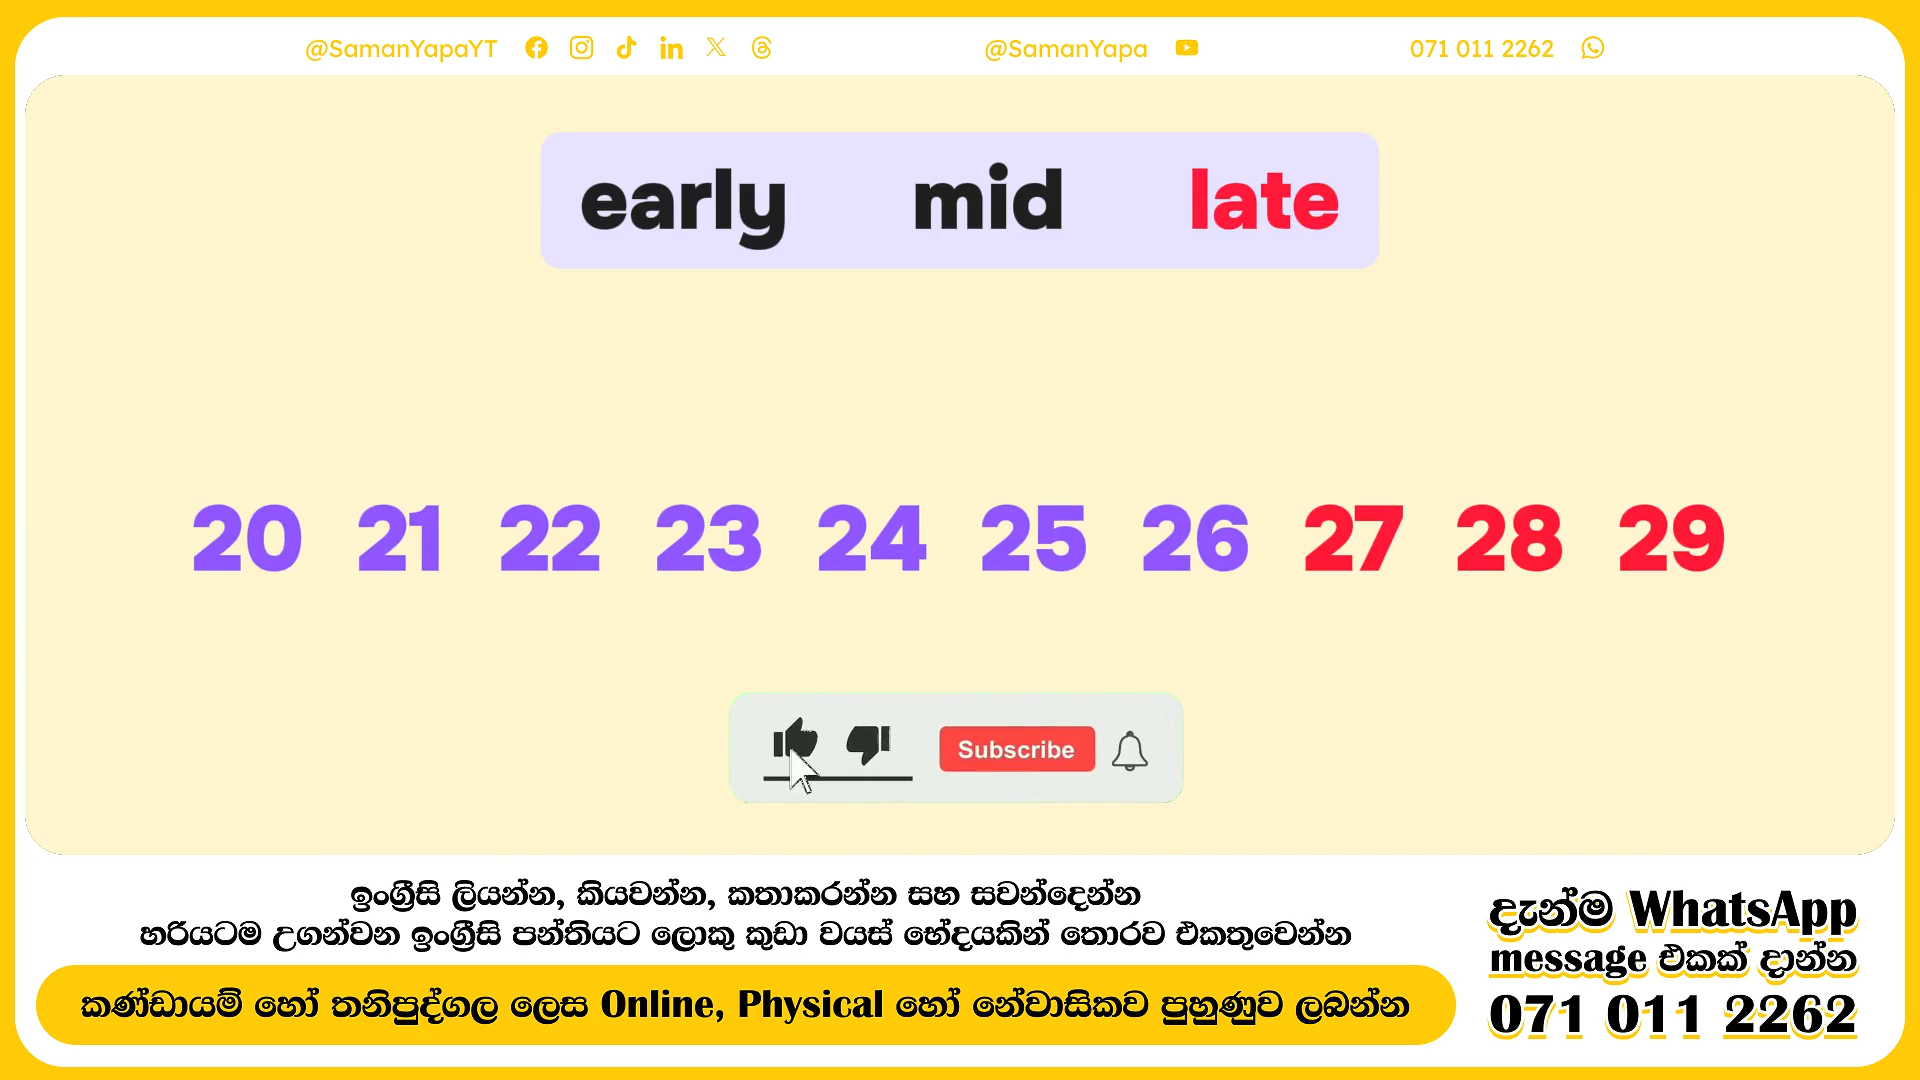 @SamanYapaYT
@SamanYapa
071 011 2262
early mid late
20 21 22 23 24 25 26 27 28 29
Subscribe
ඉංග්‍රීසි ලියන්න, කියවන්න, කතාකරන්න සහ සවන්දෙන්න
හරියටම උගන්වන ඉංග්‍රීසි පන්තියට ලොකු කුඩා වයස් භේදයකින් තොරව එකතුවෙන්න
කණ්ඩායම් හෝ තනිපුද්ගල ලෙස Online, Physical හෝ නේවාසිකව පුහුණුව ලබන්න
දැන්ම WhatsApp
message එකක් දාන්න
071 011 2262